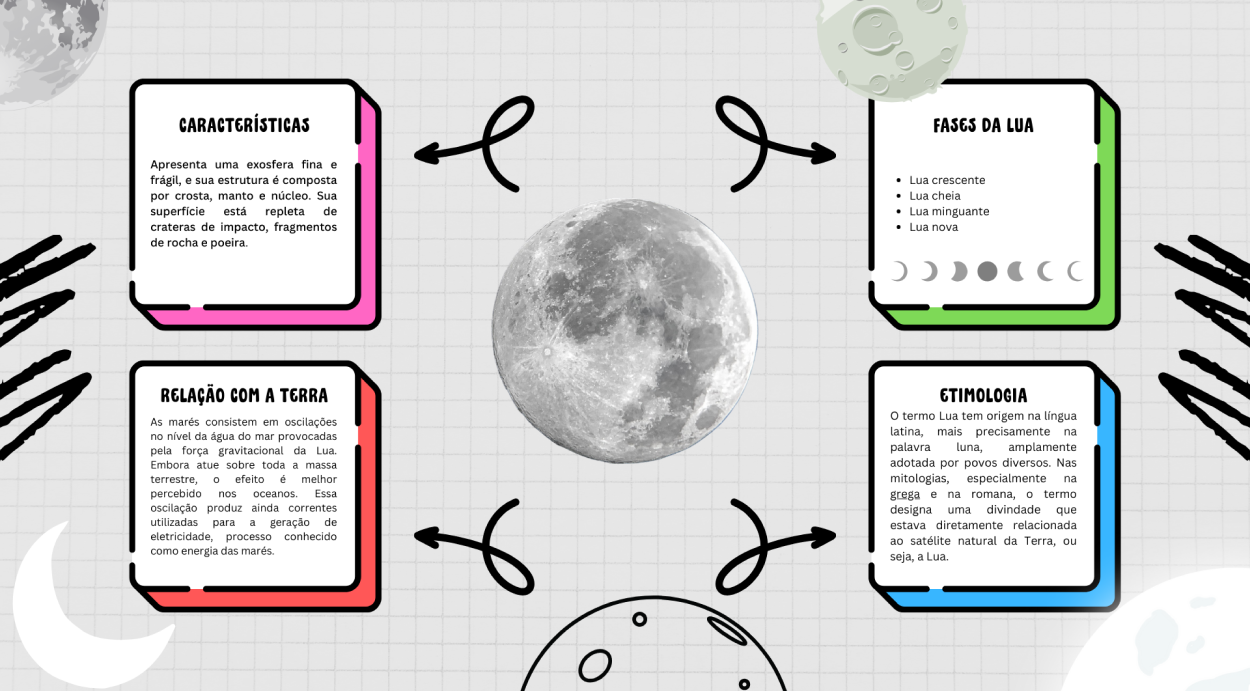 CARACTERÍSTICAS
Apresenta uma exosfera fina e
frágil, e sua estrutura é composta
por crosta, manto e núcleo. Sua
superfície está repleta de
crateras de impacto, fragmentos
de rocha e poeira.
FASES DA LUA
• Lua crescente
• Lua cheia
• Lua minguante
• Lua nova
RELAÇÃO COM A TERRA
As marés consistem em oscilações
no nível da água do mar provocadas
pela força gravitacional da Lua.
Embora atue sobre toda a massa
terrestre, o efeito é melhor
percebido nos oceanos. Essa
oscilação produz ainda correntes
utilizadas para a geração de
eletricidade, processo conhecido
como energia das marés.
ETIMOLOGIA
O termo Lua tem origem na língua
latina, mais precisamente na
palavra luna, amplamente
adotada por povos diversos. Nas
mitologias, especialmente na
grega e na romana, o termo
designa uma divindade que
estava diretamente relacionada
ao satélite natural da Terra, ou
seja, a Lua.